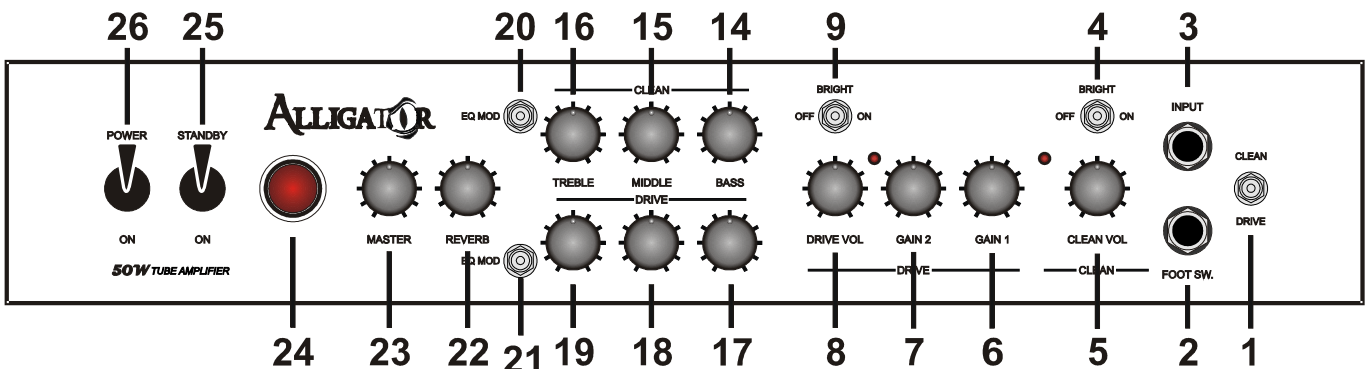 26 25 20 16 15 14 9 4 3
CLEAN
BRIGHT BRIGHT
ALLIGATOR
EQ MOD OFF ON OFF ON INPUT
POWER STANDBY
CLEAN
TREBLE MIDDLE BASS
DRIVE
DRIVE
ON ON MASTER REVERB DRIVE VOL GAIN 2 GAIN 1 CLEAN VOL
EQ MOD
50W TUBE AMPLIFIER DRIVE CLEAN FOOT SW.
24 23 22 21 19 18 17 8 7 6 5 2 1